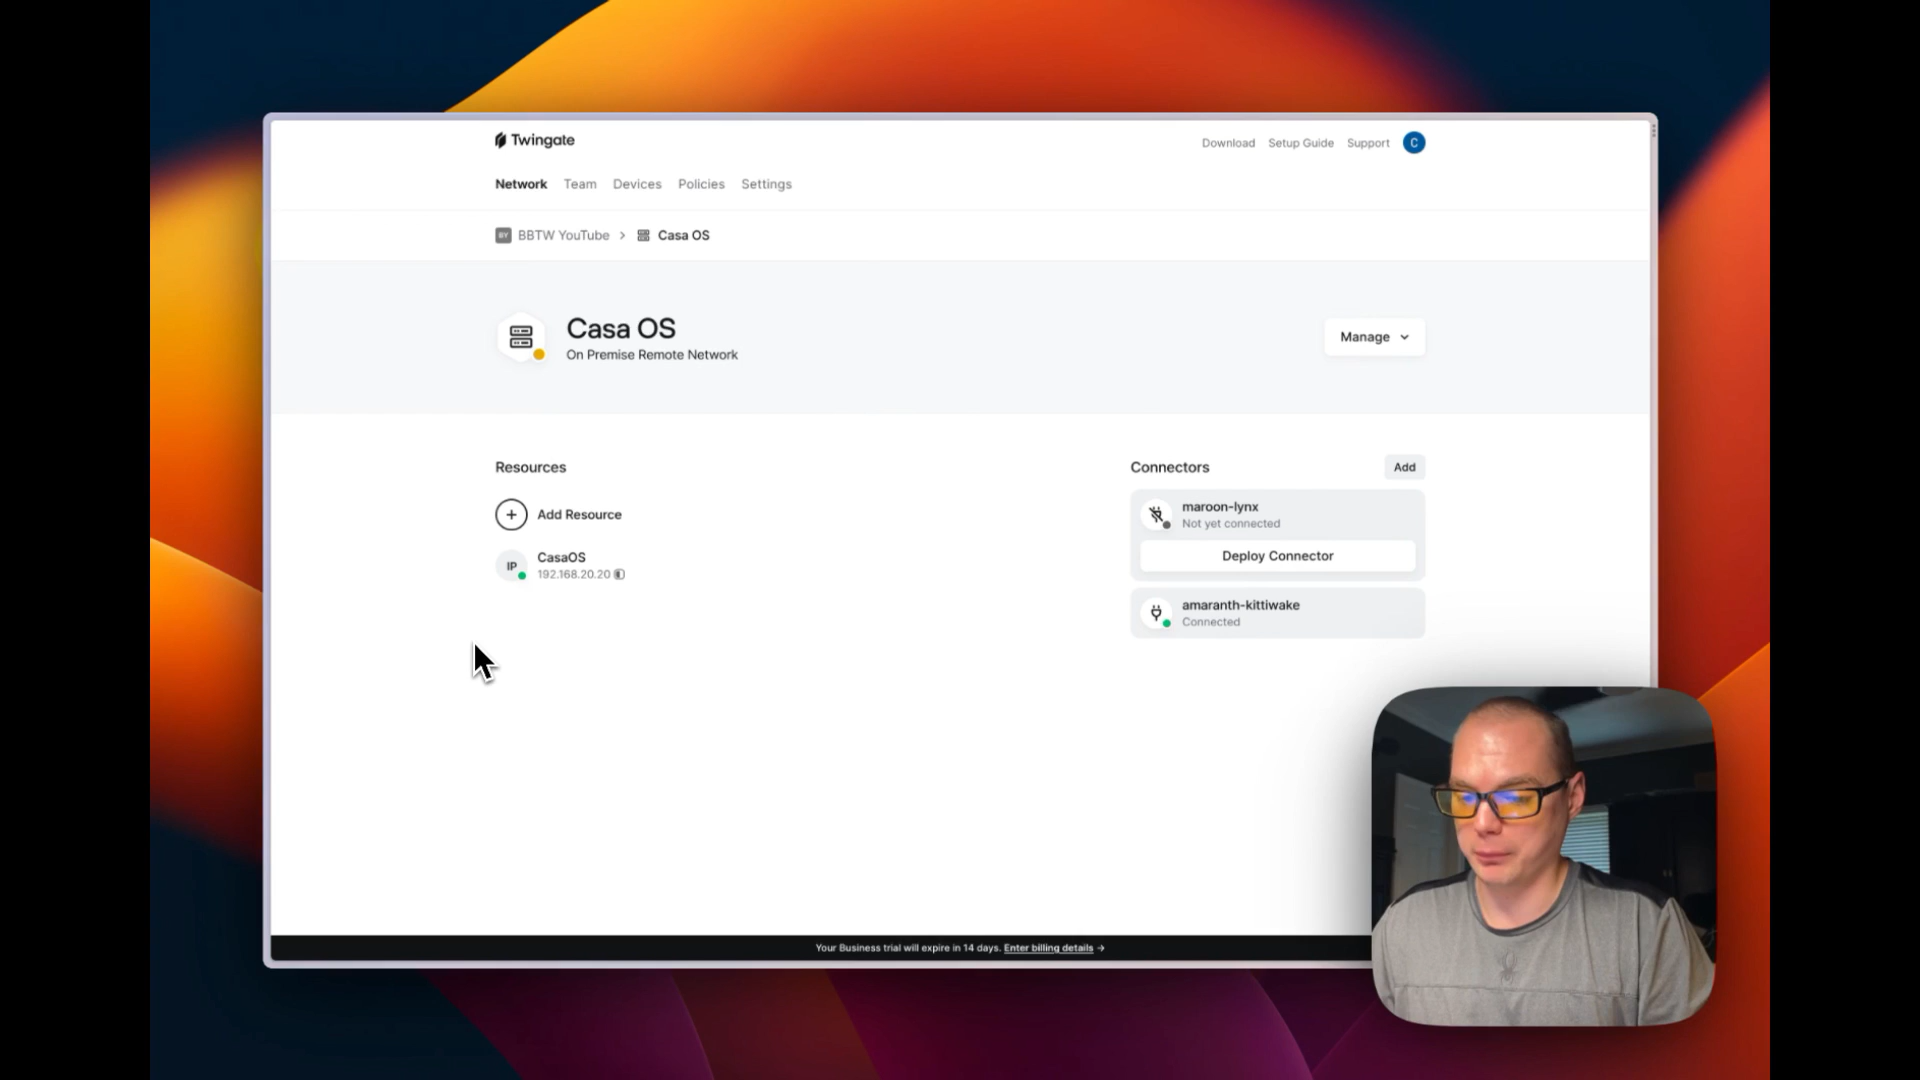 Twingate
Download Setup Guide Support C
Network Team Devices Policies Settings
BY BBTW YouTube > Casa OS
Casa OS
On Premise Remote Network
Manage
Resources
Add Resource
IP CasaOS
192.168.20.20
Connectors Add
maroon-lynx
Not yet connected
Deploy Connector
amaranth-kittiwake
Connected
Your Business trial will expire in 14 days. Enter billing details →